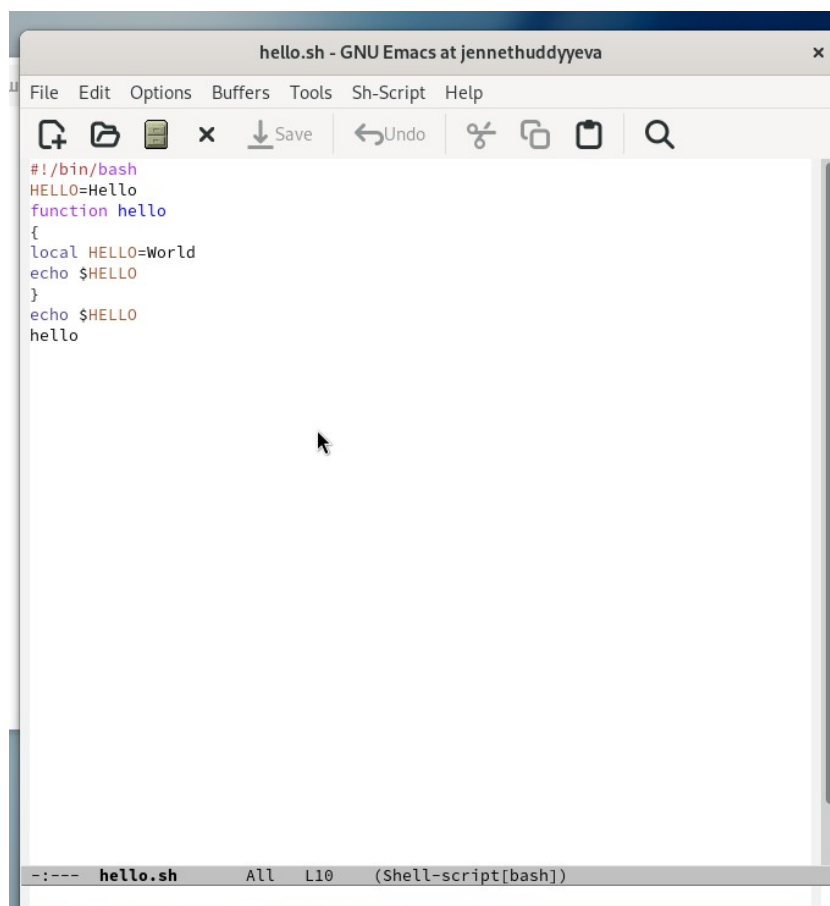 hello.sh - GNU Emacs at jennethuddyyeva
File Edit Options Buffers Tools Sh-Script Help
Save Undo
#!/bin/bash
HELLO=Hello
function hello
{
local HELLO=World
echo $HELLO
}
echo $HELLO
hello
-:--- hello.sh All L10 (Shell-script[bash])